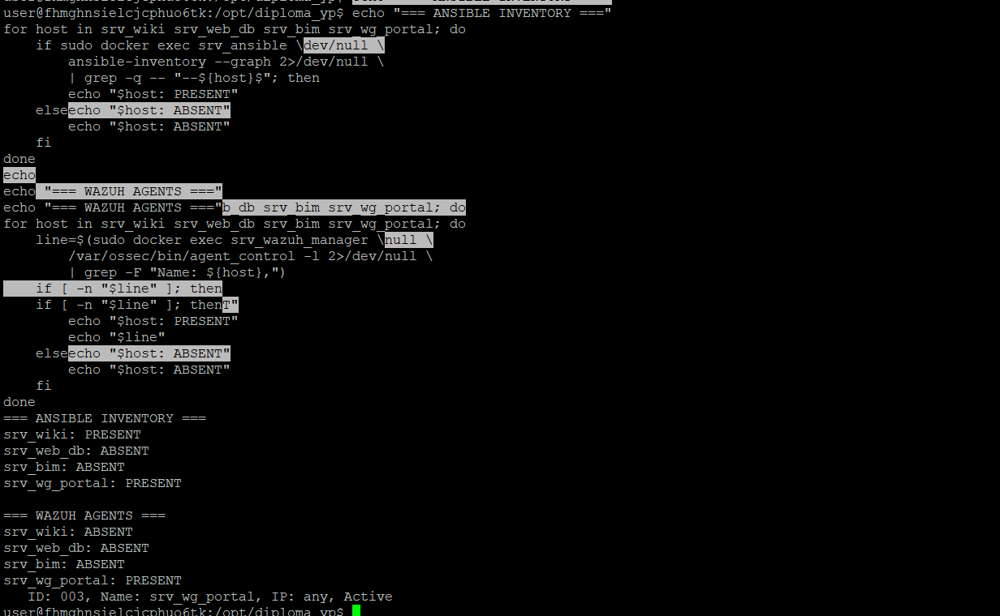 user@fhmghnsielcjcphuo6tk:/opt/diploma_yp$ echo "=== ANSIBLE INVENTORY ==="
for host in srv_wiki srv_web_db srv_bim srv_wg_portal; do
    if sudo docker exec srv_ansible \dev/null \
        ansible-inventory --graph 2>/dev/null \
        | grep -q -- "--${host}$"; then
        echo "$host: PRESENT"
    elseecho "$host: ABSENT"
        echo "$host: ABSENT"
    fi
done
echo
echo "=== WAZUH AGENTS ==="
echo "=== WAZUH AGENTS ==="b_db srv_bim srv_wg_portal; do
for host in srv_wiki srv_web_db srv_bim srv_wg_portal; do
    line=$(sudo docker exec srv_wazuh_manager \null \
        /var/ossec/bin/agent_control -l 2>/dev/null \
        | grep -F "Name: ${host},")
    if [ -n "$line" ]; then
    if [ -n "$line" ]; thenT"
        echo "$host: PRESENT"
        echo "$line"
    elseecho "$host: ABSENT"
        echo "$host: ABSENT"
    fi
done
=== ANSIBLE INVENTORY ===
srv_wiki: PRESENT
srv_web_db: ABSENT
srv_bim: ABSENT
srv_wg_portal: PRESENT

=== WAZUH AGENTS ===
srv_wiki: ABSENT
srv_web_db: ABSENT
srv_bim: ABSENT
srv_wg_portal: PRESENT
   ID: 003, Name: srv_wg_portal, IP: any, Active
user@fhmghnsielcjcphuo6tk:/opt/diploma_yp$